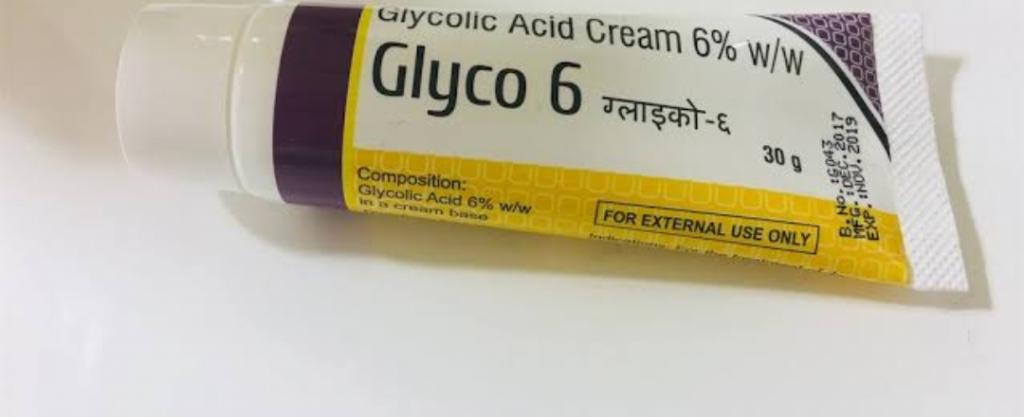 Glycolic Acid Cream 6% w/w
Glyco 6 ग्लाइको-६
30 g
Composition:
Glycolic Acid 6% w/w
in a cream base
FOR EXTERNAL USE ONLY
B. No. :G043
MFG. :DEC. 2017
EXP. :NOV. 2019